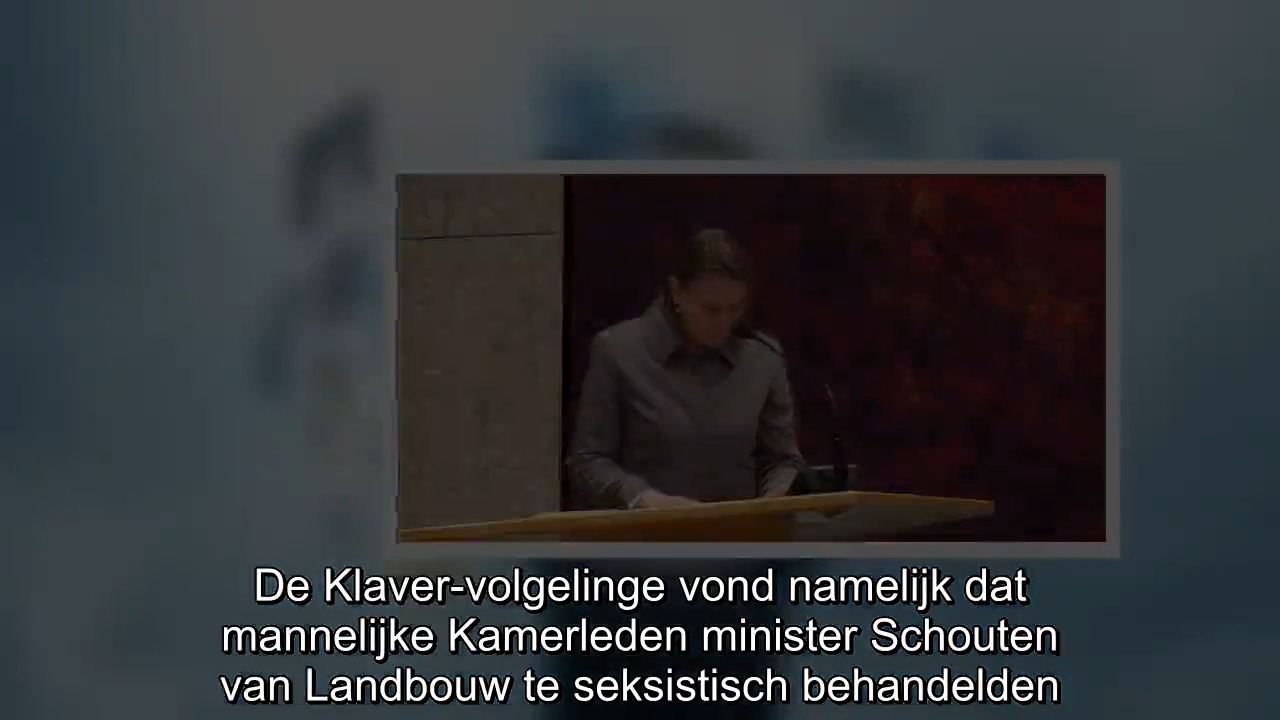 De Klaver-volgelinge vond namelijk dat
mannelijke Kamerleden minister Schouten
van Landbouw te seksistisch behandelden